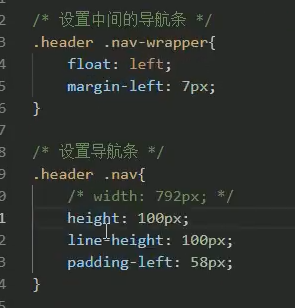 /* 设置中间的导航条 */
.header .nav-wrapper{
float: left;
margin-left: 7px;
}
/* 设置导航条 */
.header .nav{
/* width: 792px; */
height: 100px;
line-height: 100px;
padding-left: 58px;
}